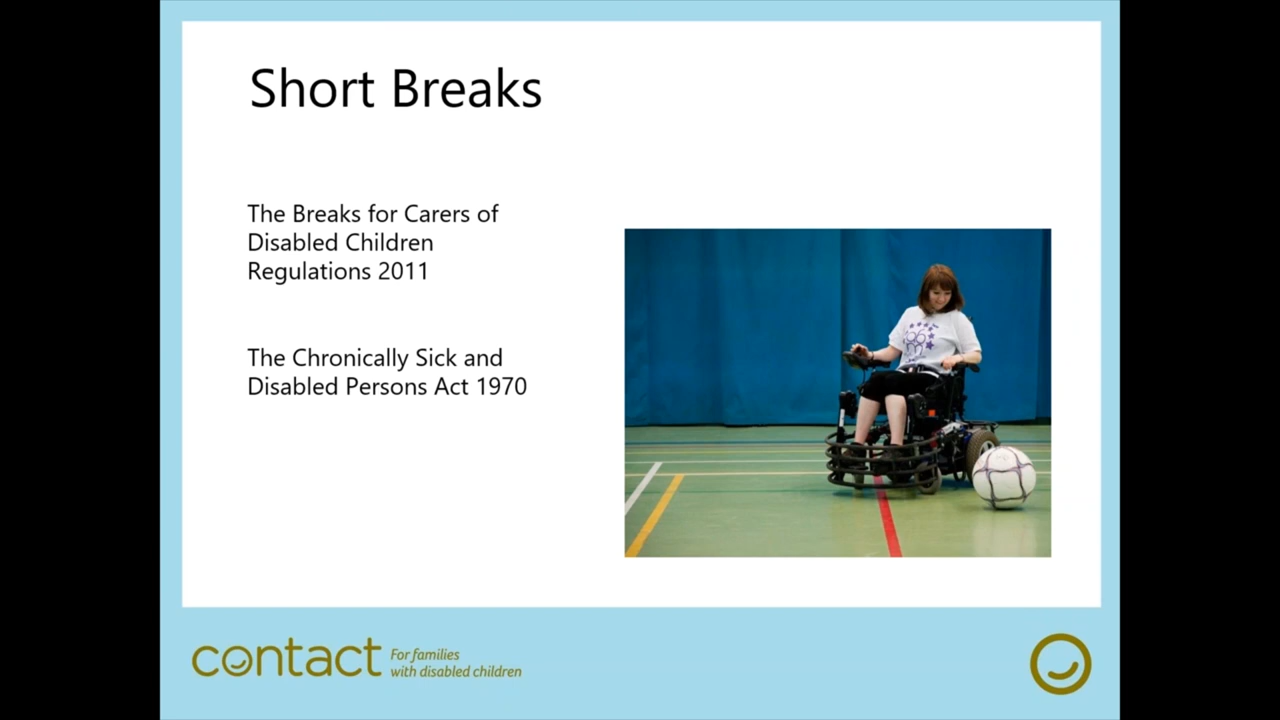 Short Breaks
The Breaks for Carers of
Disabled Children
Regulations 2011
The Chronically Sick and
Disabled Persons Act 1970
contact
For families
with disabled children